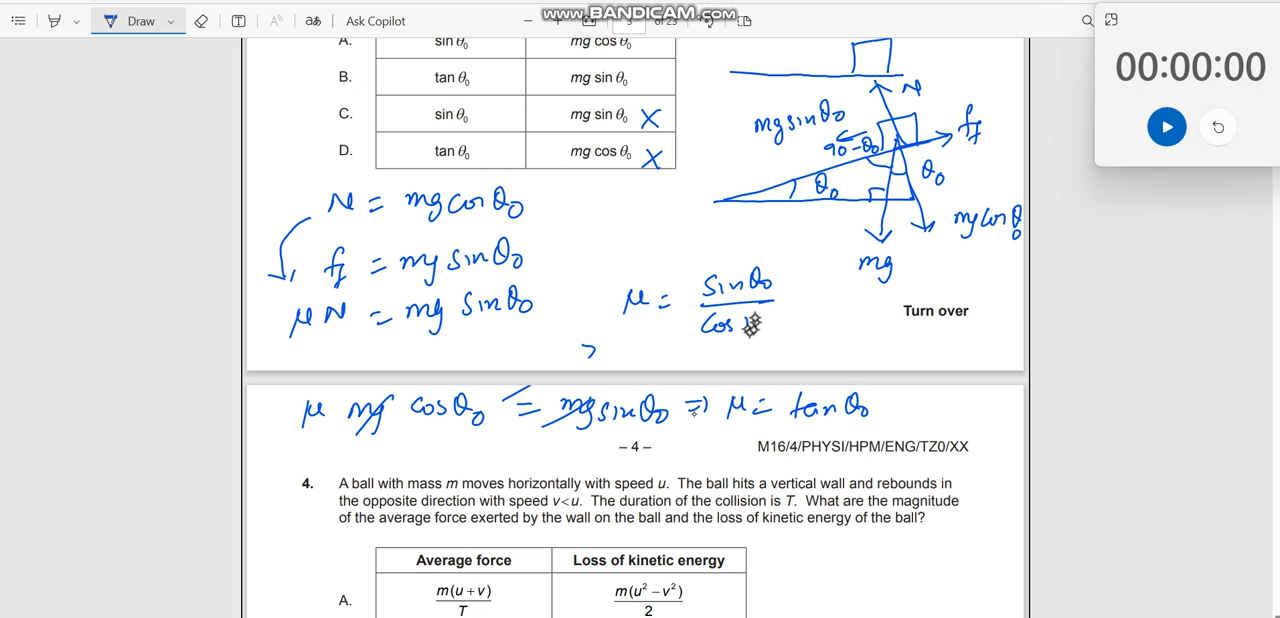 www.BANDICAM.com
Draw
Ask Copilot
of 23
00:00:00
A. sin θ₀ mg cos θ₀
B. tan θ₀ mg sin θ₀
C. sin θ₀ mg sin θ₀ X
D. tan θ₀ mg cos θ₀ X
N
mg sin θ₀
90-θ₀
θ₀
θ₀
mg cos θ₀
mg
N = mg cos θ₀
f_f = mg sin θ₀
μN = mg sin θ₀
μ = sin θ₀ / cos
Turn over
μ mg cos θ₀ = mg sin θ₀ ⇒ μ = tan θ₀
– 4 –
M16/4/PHYSI/HPM/ENG/TZ0/XX
4. A ball with mass m moves horizontally with speed u. The ball hits a vertical wall and rebounds in
the opposite direction with speed v<u. The duration of the collision is T. What are the magnitude
of the average force exerted by the wall on the ball and the loss of kinetic energy of the ball?
Average force Loss of kinetic energy
A. m(u+v)/T m(u²−v²)/2